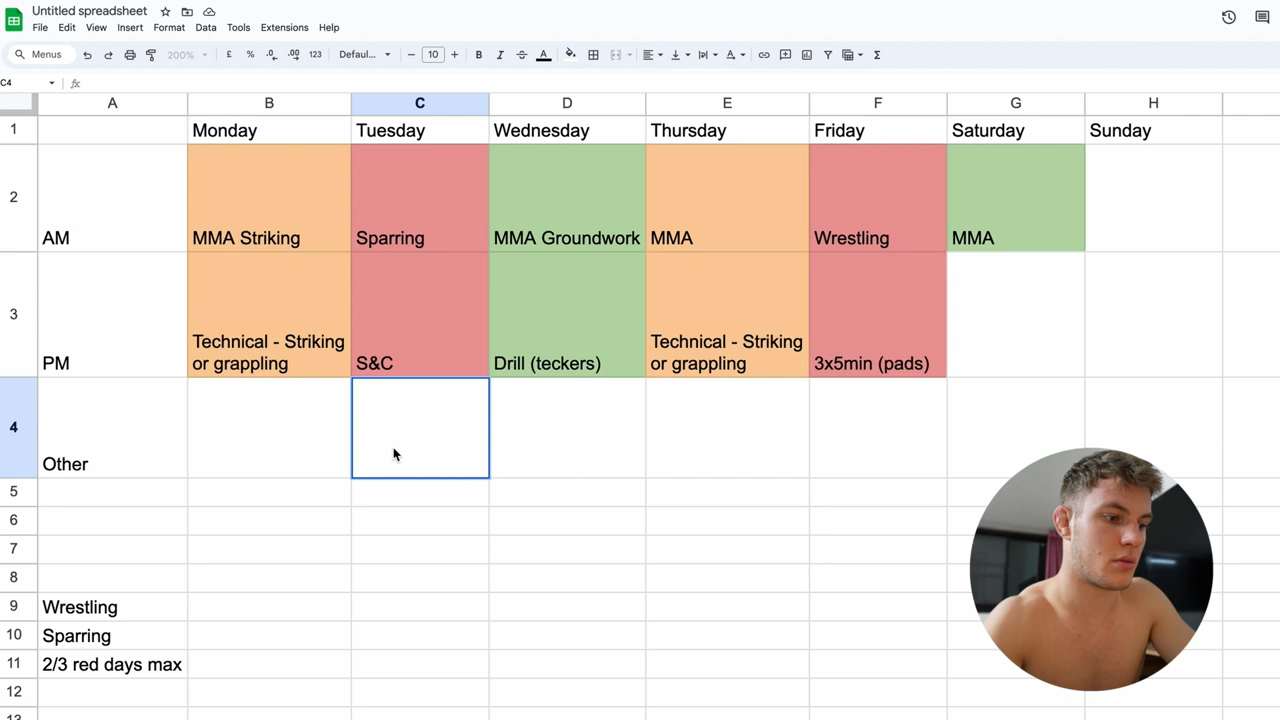 Untitled spreadsheet
File Edit View Insert Format Data Tools Extensions Help
Menus 200% £ % .0 .00 123 Defaul... 10 B I A
C4 fx
A B C D E F G H
1 Monday Tuesday Wednesday Thursday Friday Saturday Sunday
2 AM MMA Striking Sparring MMA Groundwork MMA Wrestling MMA
Technical - Striking Technical - Striking
3 PM or grappling S&C Drill (teckers) or grappling 3x5min (pads)
4 Other
5
6
7
8
9 Wrestling
10 Sparring
11 2/3 red days max
12
13